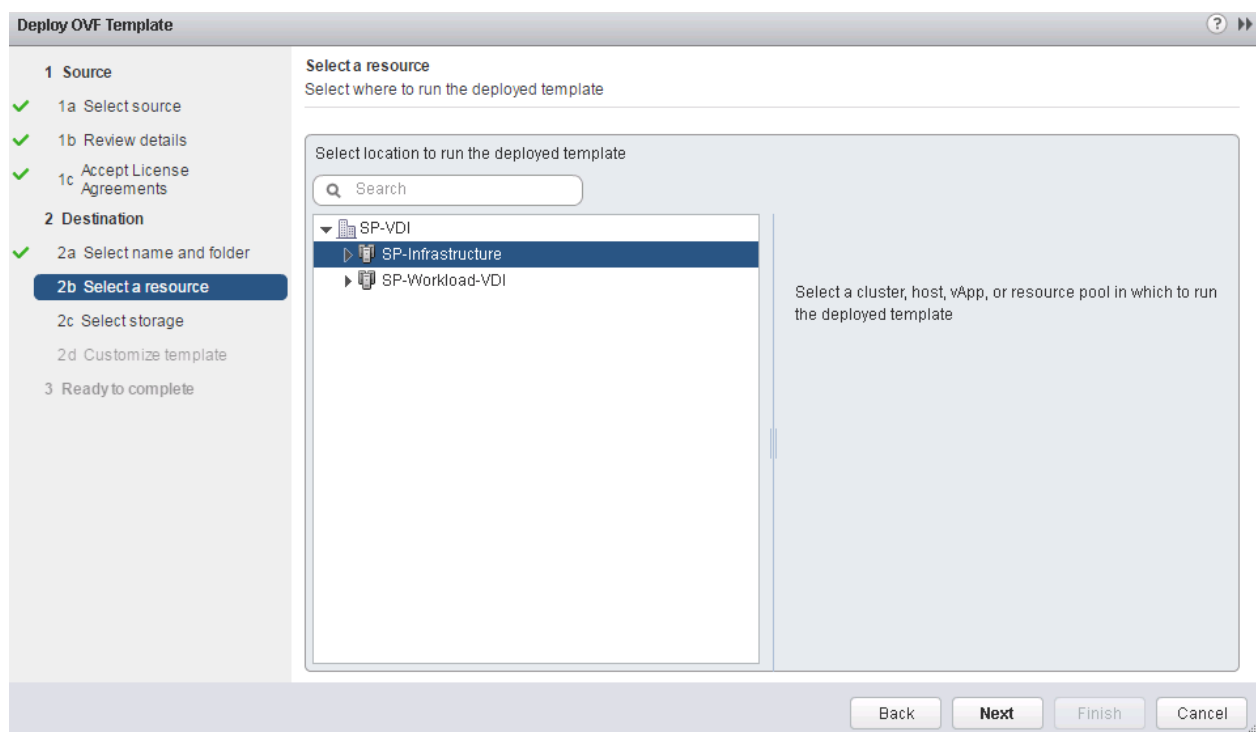 Deploy OVF Template
?
1 Source
1a Select source
1b Review details
1c Accept License
Agreements
2 Destination
2a Select name and folder
2b Select a resource
2c Select storage
2d Customize template
3 Ready to complete
Select a resource
Select where to run the deployed template
Select location to run the deployed template
Search
SP-VDI
SP-Infrastructure
SP-Workload-VDI
Select a cluster, host, vApp, or resource pool in which to run
the deployed template
Back Next Finish Cancel